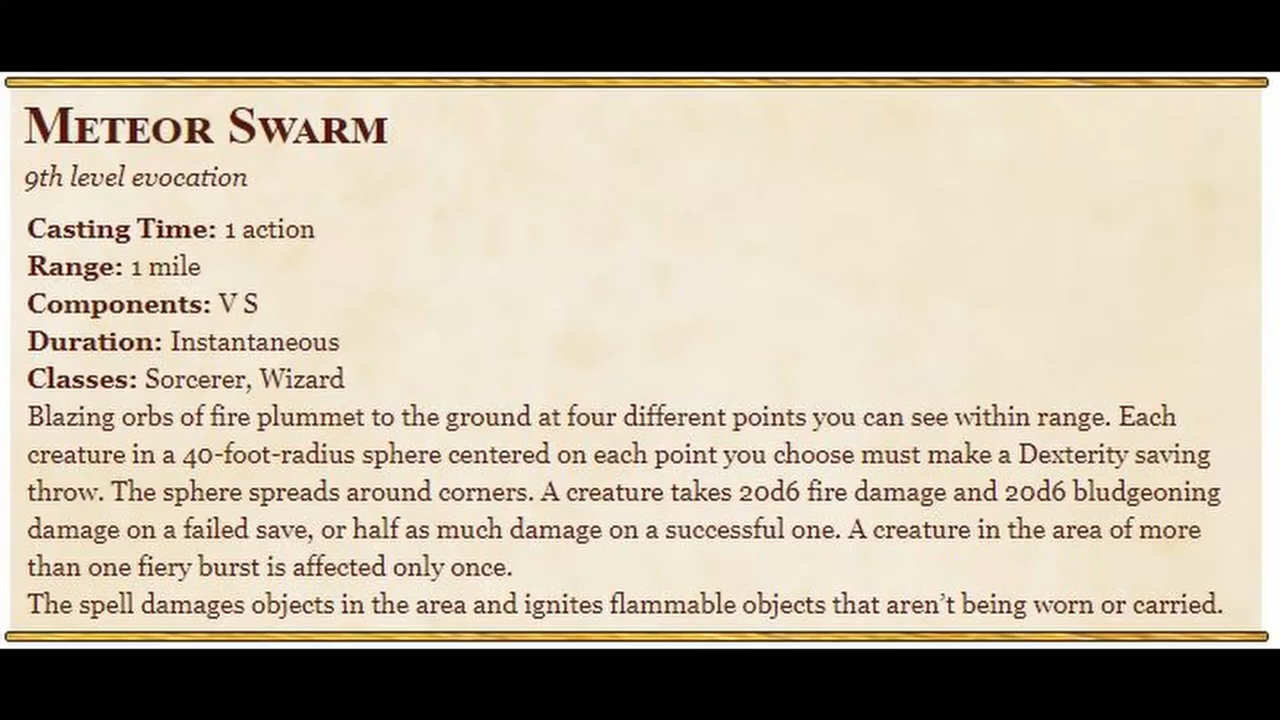 Meteor Swarm
9th level evocation
Casting Time: 1 action
Range: 1 mile
Components: V S
Duration: Instantaneous
Classes: Sorcerer, Wizard
Blazing orbs of fire plummet to the ground at four different points you can see within range. Each
creature in a 40-foot-radius sphere centered on each point you choose must make a Dexterity saving
throw. The sphere spreads around corners. A creature takes 20d6 fire damage and 20d6 bludgeoning
damage on a failed save, or half as much damage on a successful one. A creature in the area of more
than one fiery burst is affected only once.
The spell damages objects in the area and ignites flammable objects that aren’t being worn or carried.